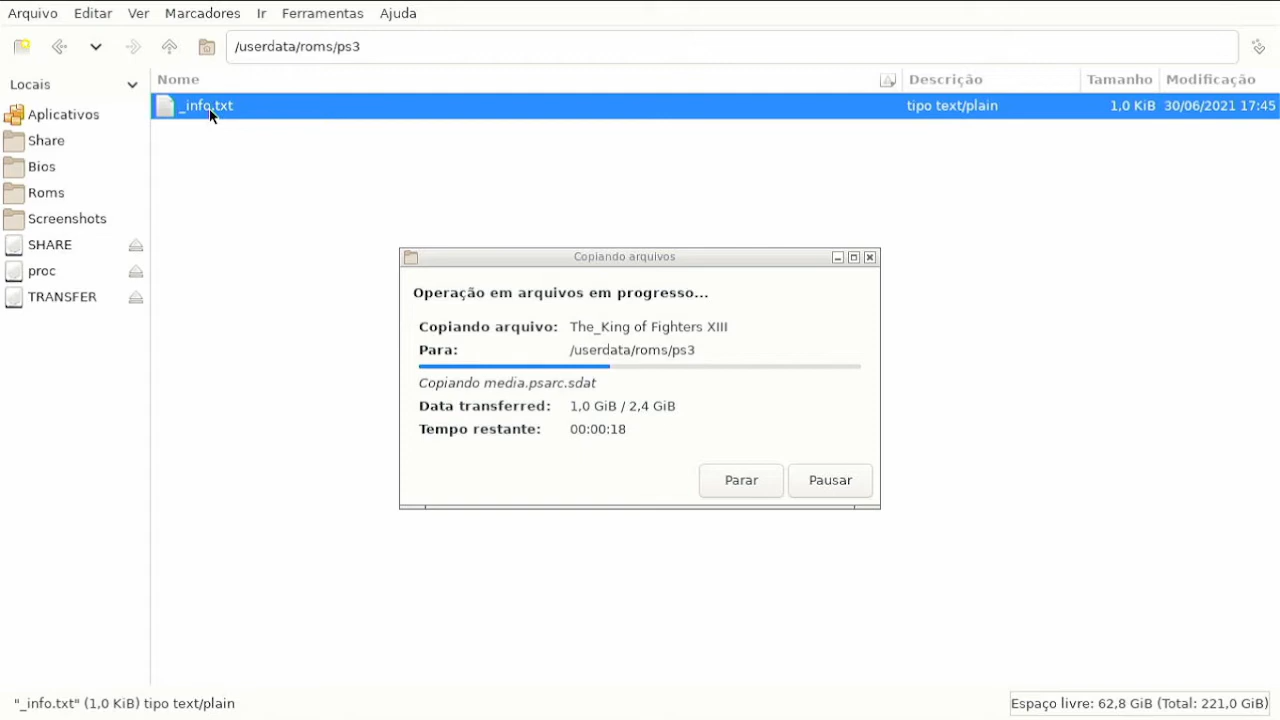 Arquivo Editar Ver Marcadores Ir Ferramentas Ajuda
/userdata/roms/ps3
Locais
Nome Descrição Tamanho Modificação
_info.txt tipo text/plain 1,0 KiB 30/06/2021 17:45
Aplicativos
Share
Bios
Roms
Screenshots
SHARE
proc
TRANSFER
Copiando arquivos
Operação em arquivos em progresso...
Copiando arquivo: The_King of Fighters XIII
Para: /userdata/roms/ps3
Copiando media.psarc.sdat
Data transferred: 1,0 GiB / 2,4 GiB
Tempo restante: 00:00:18
Parar Pausar
"_info.txt" (1,0 KiB) tipo text/plain
Espaço livre: 62,8 GiB (Total: 221,0 GiB)